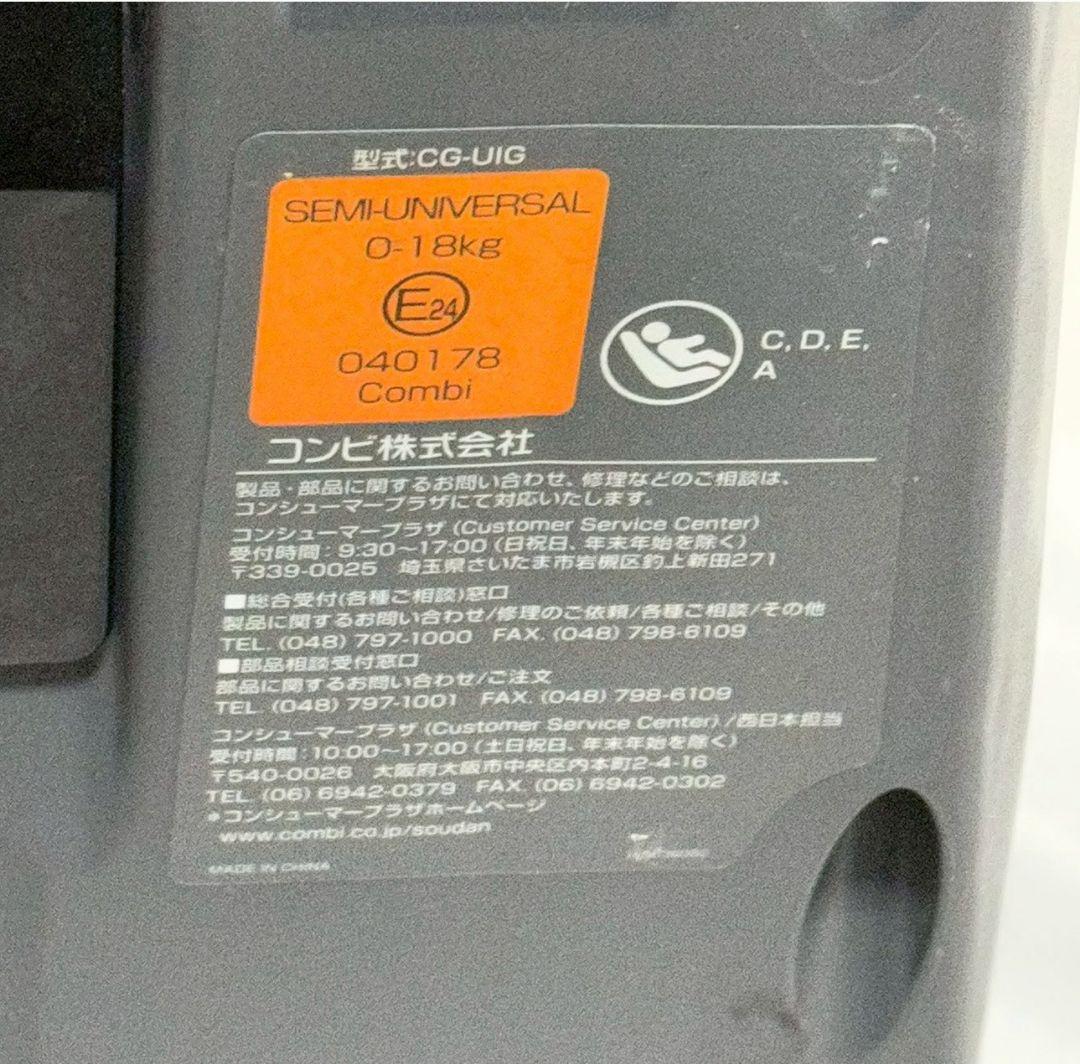 型式:CG-UIG
SEMI-UNIVERSAL
0-18kg
E24
040178
Combi
C, D, E,
A
コンビ株式会社
製品・部品に関するお問い合わせ、修理などのご相談は、
コンシューマープラザにて対応いたします。
コンシューマープラザ (Customer Service Center)
受付時間：9:30～17:00 (日祝日、年末年始を除く)
〒339-0025 埼玉県さいたま市岩槻区釣上新田271
■総合受付(各種ご相談)窓口
製品に関するお問い合わせ/修理のご依頼/各種ご相談/その他
TEL. (048) 797-1000 FAX. (048) 798-6109
■部品相談受付窓口
部品に関するお問い合わせ/ご注文
TEL. (048) 797-1001 FAX. (048) 798-6109
コンシューマープラザ (Customer Service Center) /西日本担当
受付時間：10:00～17:00 (土日祝日、年末年始を除く)
〒540-0026 大阪府大阪市中央区内本町2-4-16
TEL. (06) 6942-0379 FAX. (06) 6942-0302
*コンシューマープラザホームページ
www.combi.co.jp/soudan
MADE IN CHINA